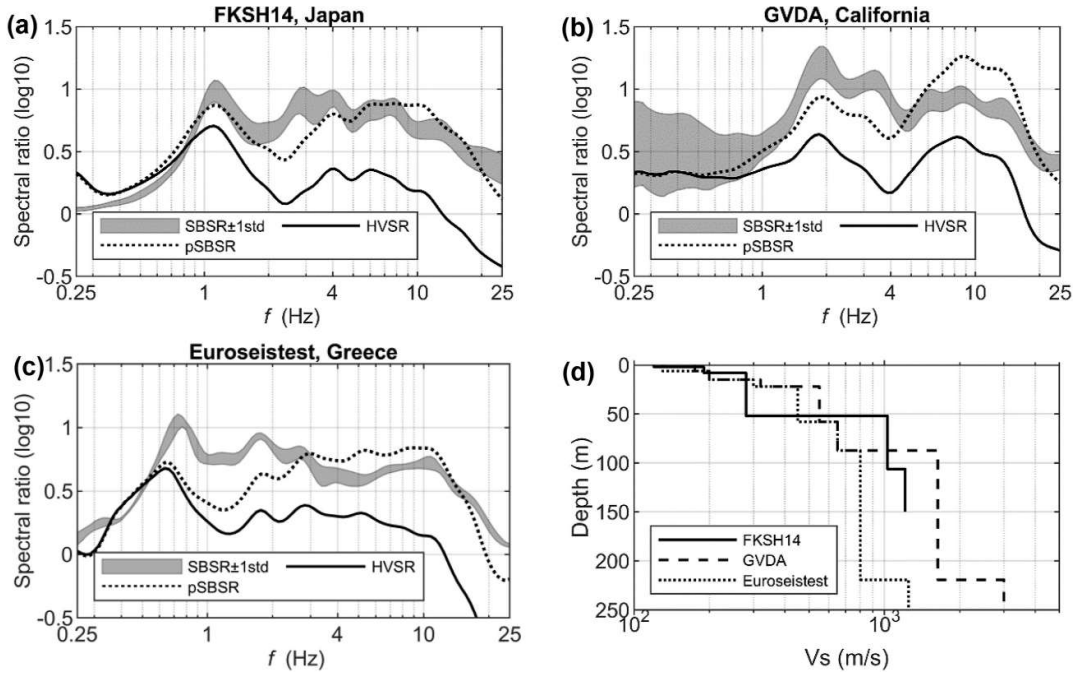 (a)
FKSH14, Japan
Spectral ratio (log10)
1.5
1
0.5
0
-0.5
SBSR±1std
HVSR
pSBSR
0.25
1
4
10
25
f (Hz)
(b)
GVDA, California
Spectral ratio (log10)
1.5
1.0
0.5
0
-0.5
SBSR±1std
HVSR
pSBSR
0.25
1
4
10
25
f (Hz)
(c)
Euroseistest, Greece
Spectral ratio (log10)
1.5
1
0.5
0
-0.5
SBSR±1std
HVSR
pSBSR
0.25
1
4
10
25
f (Hz)
(d)
Depth (m)
0
50
100
150
200
250
FKSH14
GVDA
Euroseistest
10²
10³
Vs (m/s)